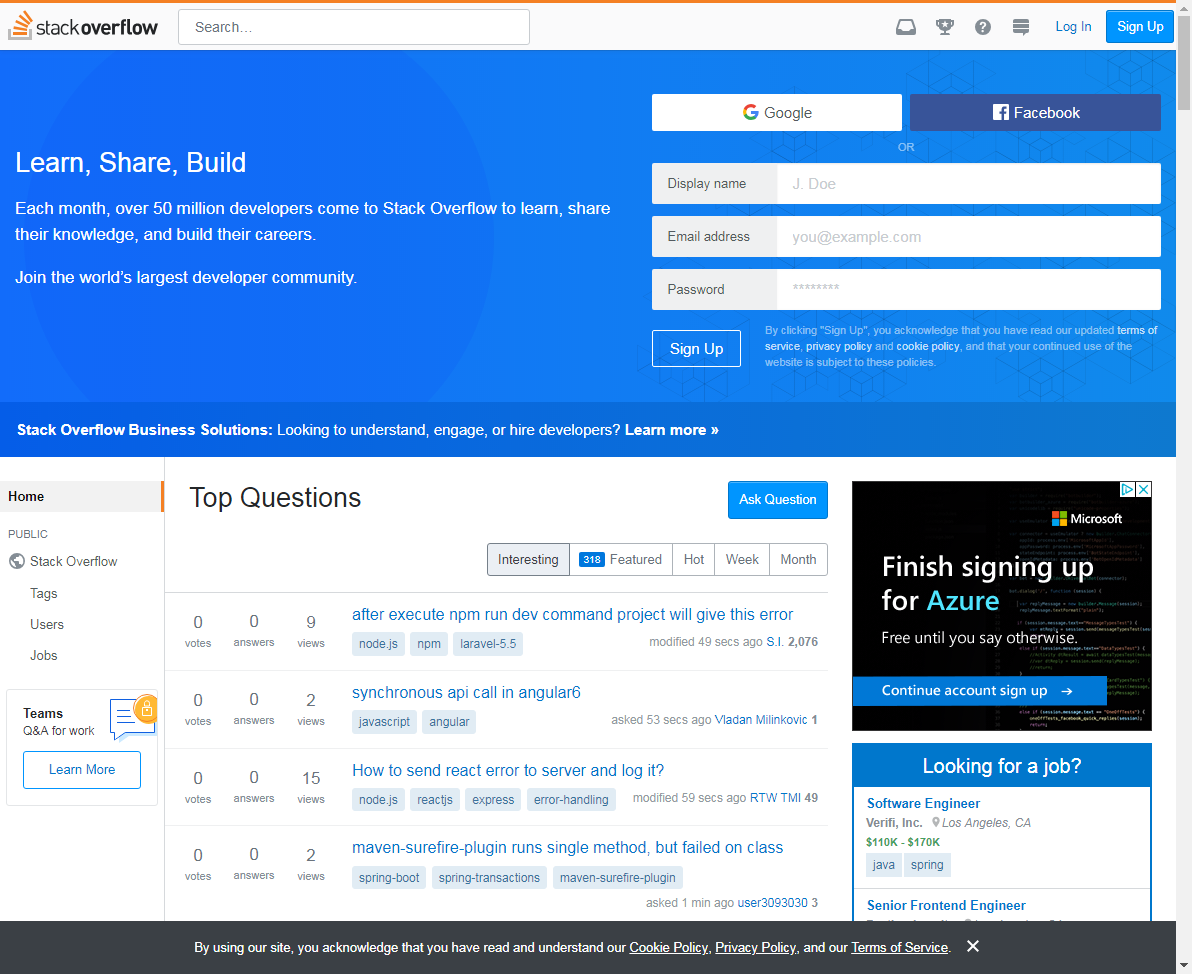 stackoverflow
Search…
Log In
Sign Up
Learn, Share, Build
Each month, over 50 million developers come to Stack Overflow to learn, share
their knowledge, and build their careers.
Join the world’s largest developer community.
Google
Facebook
OR
Display name
J. Doe
Email address
you@example.com
Password
********
Sign Up
By clicking "Sign Up", you acknowledge that you have read our updated terms of
service, privacy policy and cookie policy, and that your continued use of the
website is subject to these policies.
Stack Overflow Business Solutions: Looking to understand, engage, or hire developers? Learn more »
Home
PUBLIC
Stack Overflow
Tags
Users
Jobs
Teams
Q&A for work
Learn More
Top Questions
Ask Question
Interesting
318 Featured
Hot
Week
Month
0 votes
0 answers
9 views
after execute npm run dev command project will give this error
node.js npm laravel-5.5
modified 49 secs ago S.I. 2,076
0 votes
0 answers
2 views
synchronous api call in angular6
javascript angular
asked 53 secs ago Vladan Milinkovic 1
0 votes
0 answers
15 views
How to send react error to server and log it?
node.js reactjs express error-handling
modified 59 secs ago RTW TMI 49
0 votes
0 answers
2 views
maven-surefire-plugin runs single method, but failed on class
spring-boot spring-transactions maven-surefire-plugin
asked 1 min ago user3093030 3
Microsoft
Finish signing up
for Azure
Free until you say otherwise.
Continue account sign up →
Looking for a job?
Software Engineer
Verifi, Inc. Los Angeles, CA
$110K - $170K
java spring
Senior Frontend Engineer
By using our site, you acknowledge that you have read and understand our Cookie Policy, Privacy Policy, and our Terms of Service.